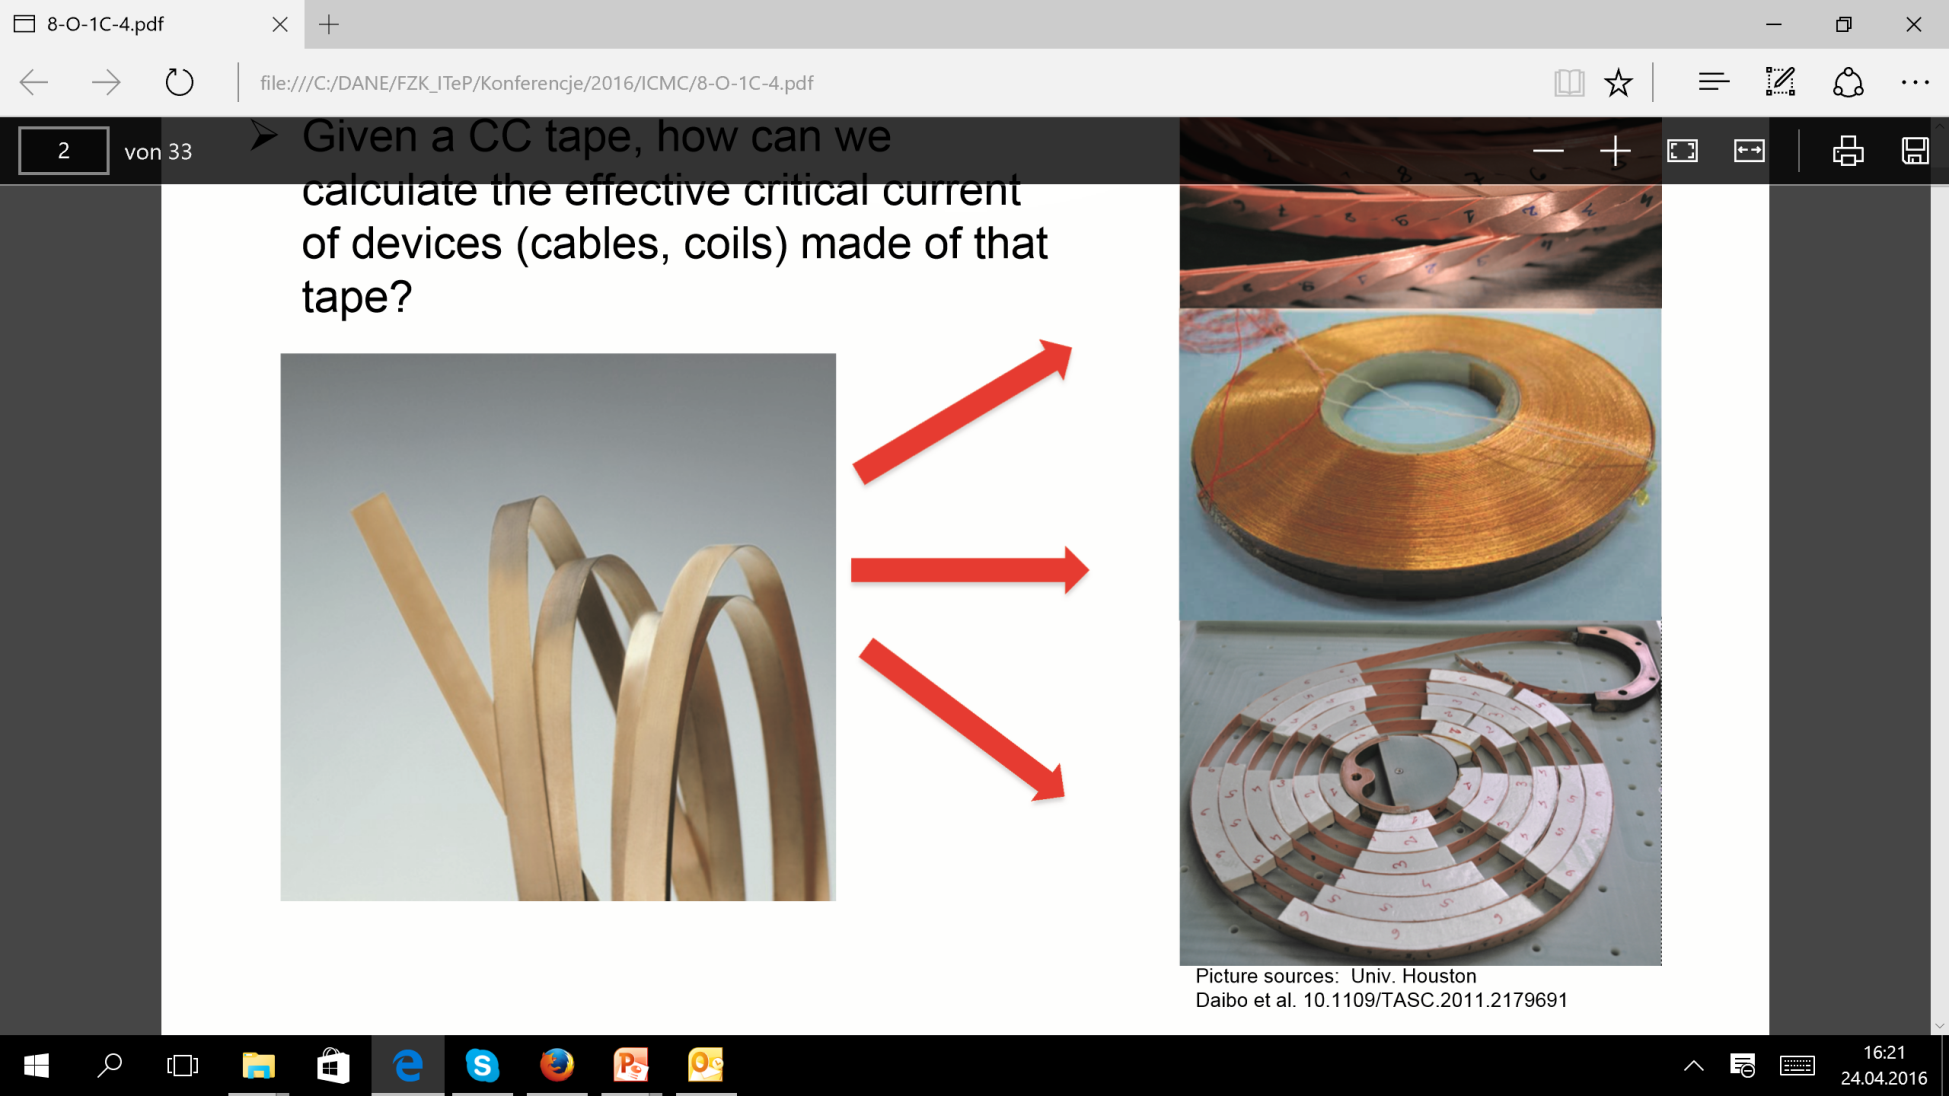 8-O-1C-4.pdf
file:///C:/DANE/FZK_ITeP/Konferencje/2016/ICMC/8-O-1C-4.pdf
2 von 33
Given a CC tape, how can we
calculate the effective critical current
of devices (cables, coils) made of that
tape?
Picture sources: Univ. Houston
Daibo et al. 10.1109/TASC.2011.2179691
16:21
24.04.2016